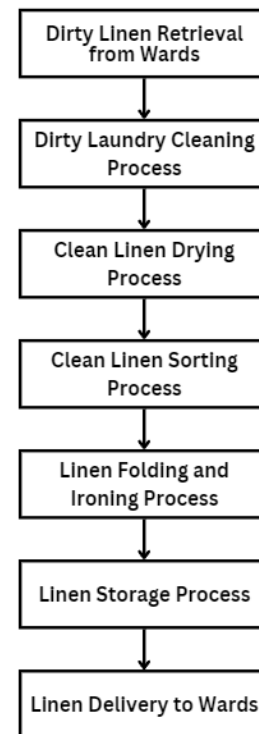 Dirty Linen Retrieval
from Wards
Dirty Laundry Cleaning
Process
Clean Linen Drying
Process
Clean Linen Sorting
Process
Linen Folding and
Ironing Process
Linen Storage Process
Linen Delivery to Wards